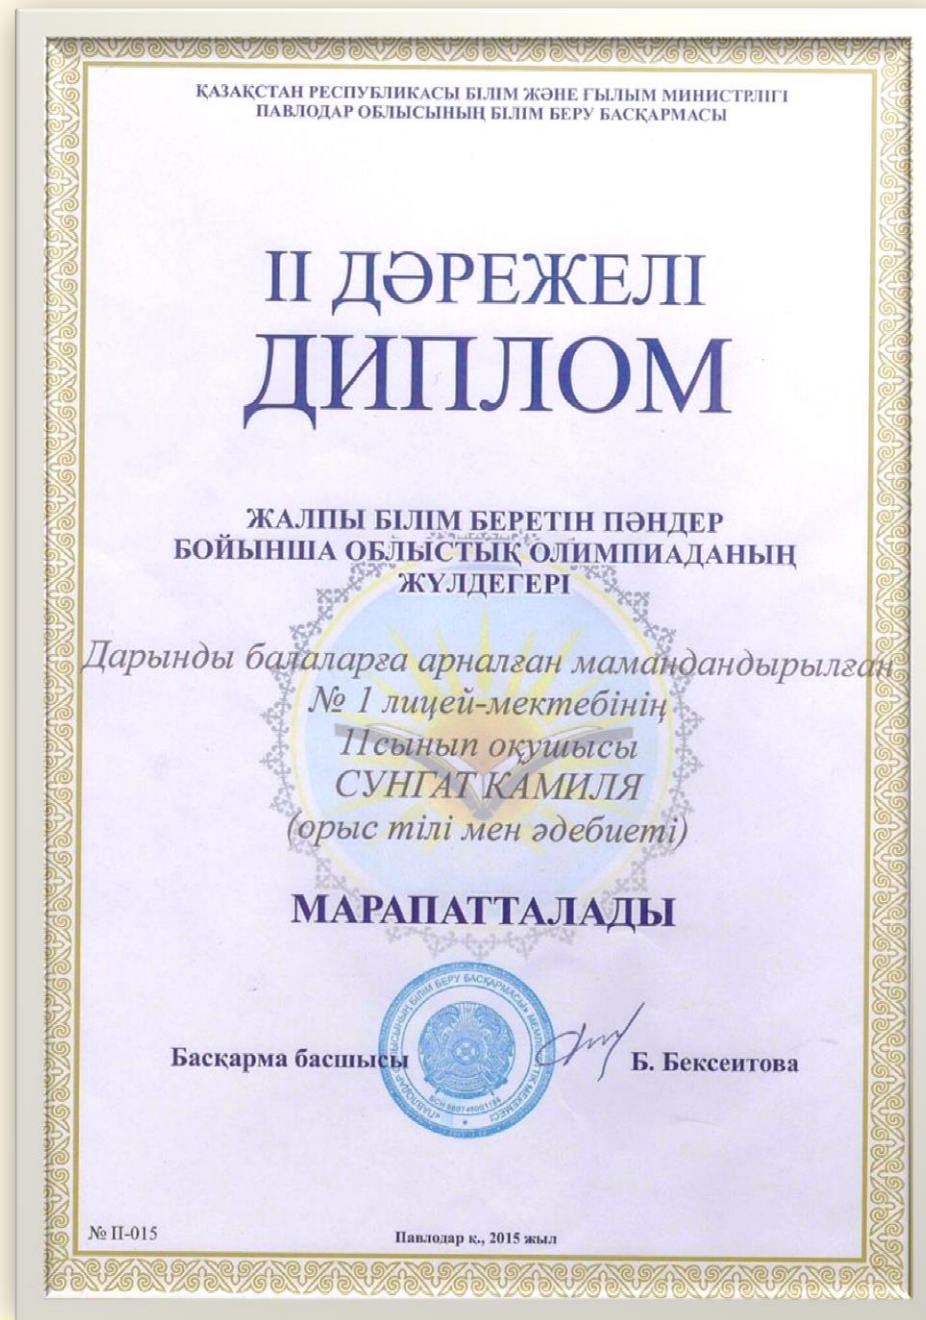 ҚАЗАҚСТАН РЕСПУБЛИКАСЫ БІЛІМ ЖӘНЕ ҒЫЛЫМ МИНИСТРЛІГІ
ПАВЛОДАР ОБЛЫСЫНЫҢ БІЛІМ БЕРУ БАСҚАРМАСЫ
ІІ ДӘРЕЖЕЛІ
ДИПЛОМ
ЖАЛПЫ БІЛІМ БЕРЕТІН ПӘНДЕР
БОЙЫНША ОБЛЫСТЫҚ ОЛИМПИАДАНЫҢ
ЖҮЛДЕГЕРІ
Дарынды балаларға арналған мамандандырылған
№ 1 лицей-мектебінің
11сынып оқушысы
СУНГАТ КАМИЛЯ
(орыс тілі мен әдебиеті)
МАРАПАТТАЛАДЫ
Басқарма басшысы
Б. Бексеитова
№ ІІ-015
Павлодар қ., 2015 жыл